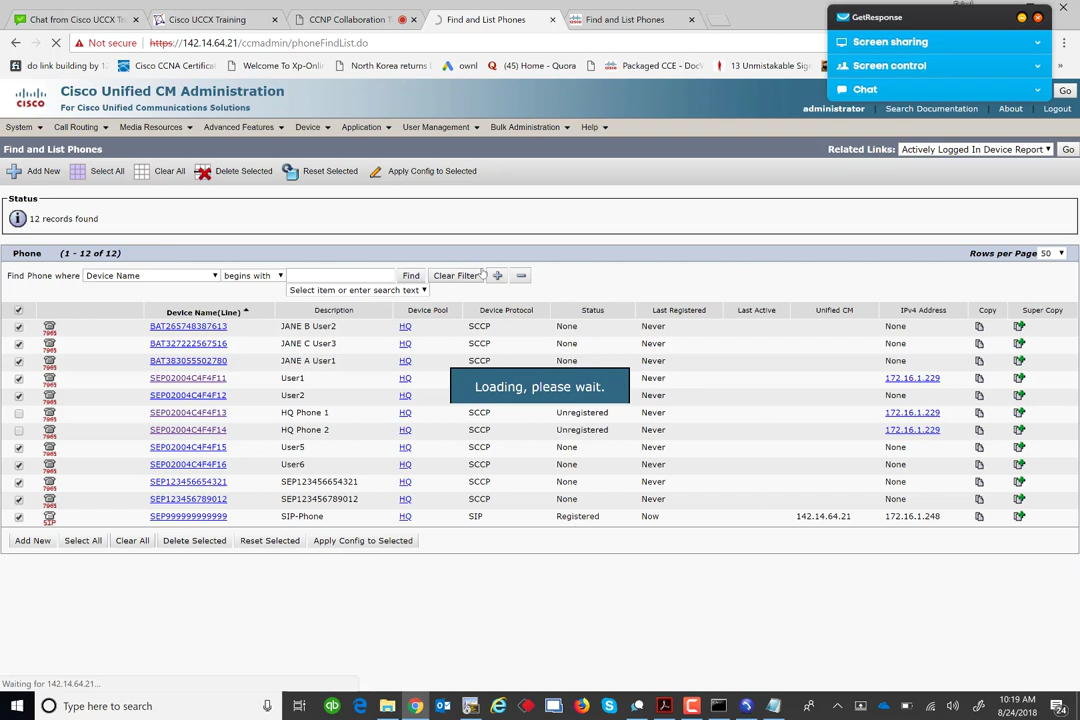 Chat from Cisco UCCX Tr
Cisco UCCX Training
CCNP Collaboration T
Find and List Phones
Find and List Phones
GetResponse
Not secure
https://142.14.64.21/ccmadmin/phoneFindList.do
Screen sharing
do link building by 12
Cisco CCNA Certificat
Welcome To Xp-Onli
North Korea returns
ownl
(45) Home - Quora
Packaged CCE - Doc
13 Unmistakable Sig
Screen control
Chat
CISCO
Cisco Unified CM Administration
For Cisco Unified Communications Solutions
Go
administrator
Search Documentation
About
Logout
System
Call Routing
Media Resources
Advanced Features
Device
Application
User Management
Bulk Administration
Help
Find and List Phones
Related Links:
Actively Logged In Device Report
Go
Add New
Select All
Clear All
Delete Selected
Reset Selected
Apply Config to Selected
Status
12 records found
Phone (1 - 12 of 12)
Rows per Page 50
Find Phone where Device Name begins with Find Clear Filter
Select item or enter search text
Device Name(Line) Description Device Pool Device Protocol Status Last Registered Last Active Unified CM IPv4 Address Copy Super Copy
7965 BAT265748387613 JANE B User2 HQ SCCP None Never None
7965 BAT327222567516 JANE C User3 HQ SCCP None Never None
7965 BAT383055502780 JANE A User1 HQ SCCP None Never None
7965 SEP02004C4F4F11 User1 HQ Never 172.16.1.229
7965 SEP02004C4F4F12 User2 HQ Never None
7965 SEP02004C4F4F13 HQ Phone 1 HQ SCCP Unregistered Never 172.16.1.229
7965 SEP02004C4F4F14 HQ Phone 2 HQ SCCP Unregistered Never 172.16.1.229
7965 SEP02004C4F4F15 User5 HQ SCCP None Never None
7965 SEP02004C4F4F16 User6 HQ SCCP None Never None
7965 SEP123456654321 SEP123456654321 HQ SCCP None Never None
7965 SEP123456789012 SEP123456789012 HQ SCCP None Never None
SIP SEP999999999999 SIP-Phone HQ SIP Registered Now 142.14.64.21 172.16.1.248
Loading, please wait.
Add New
Select All
Clear All
Delete Selected
Reset Selected
Apply Config to Selected
Waiting for 142.14.64.21...
Type here to search
10:19 AM
8/24/2018
24